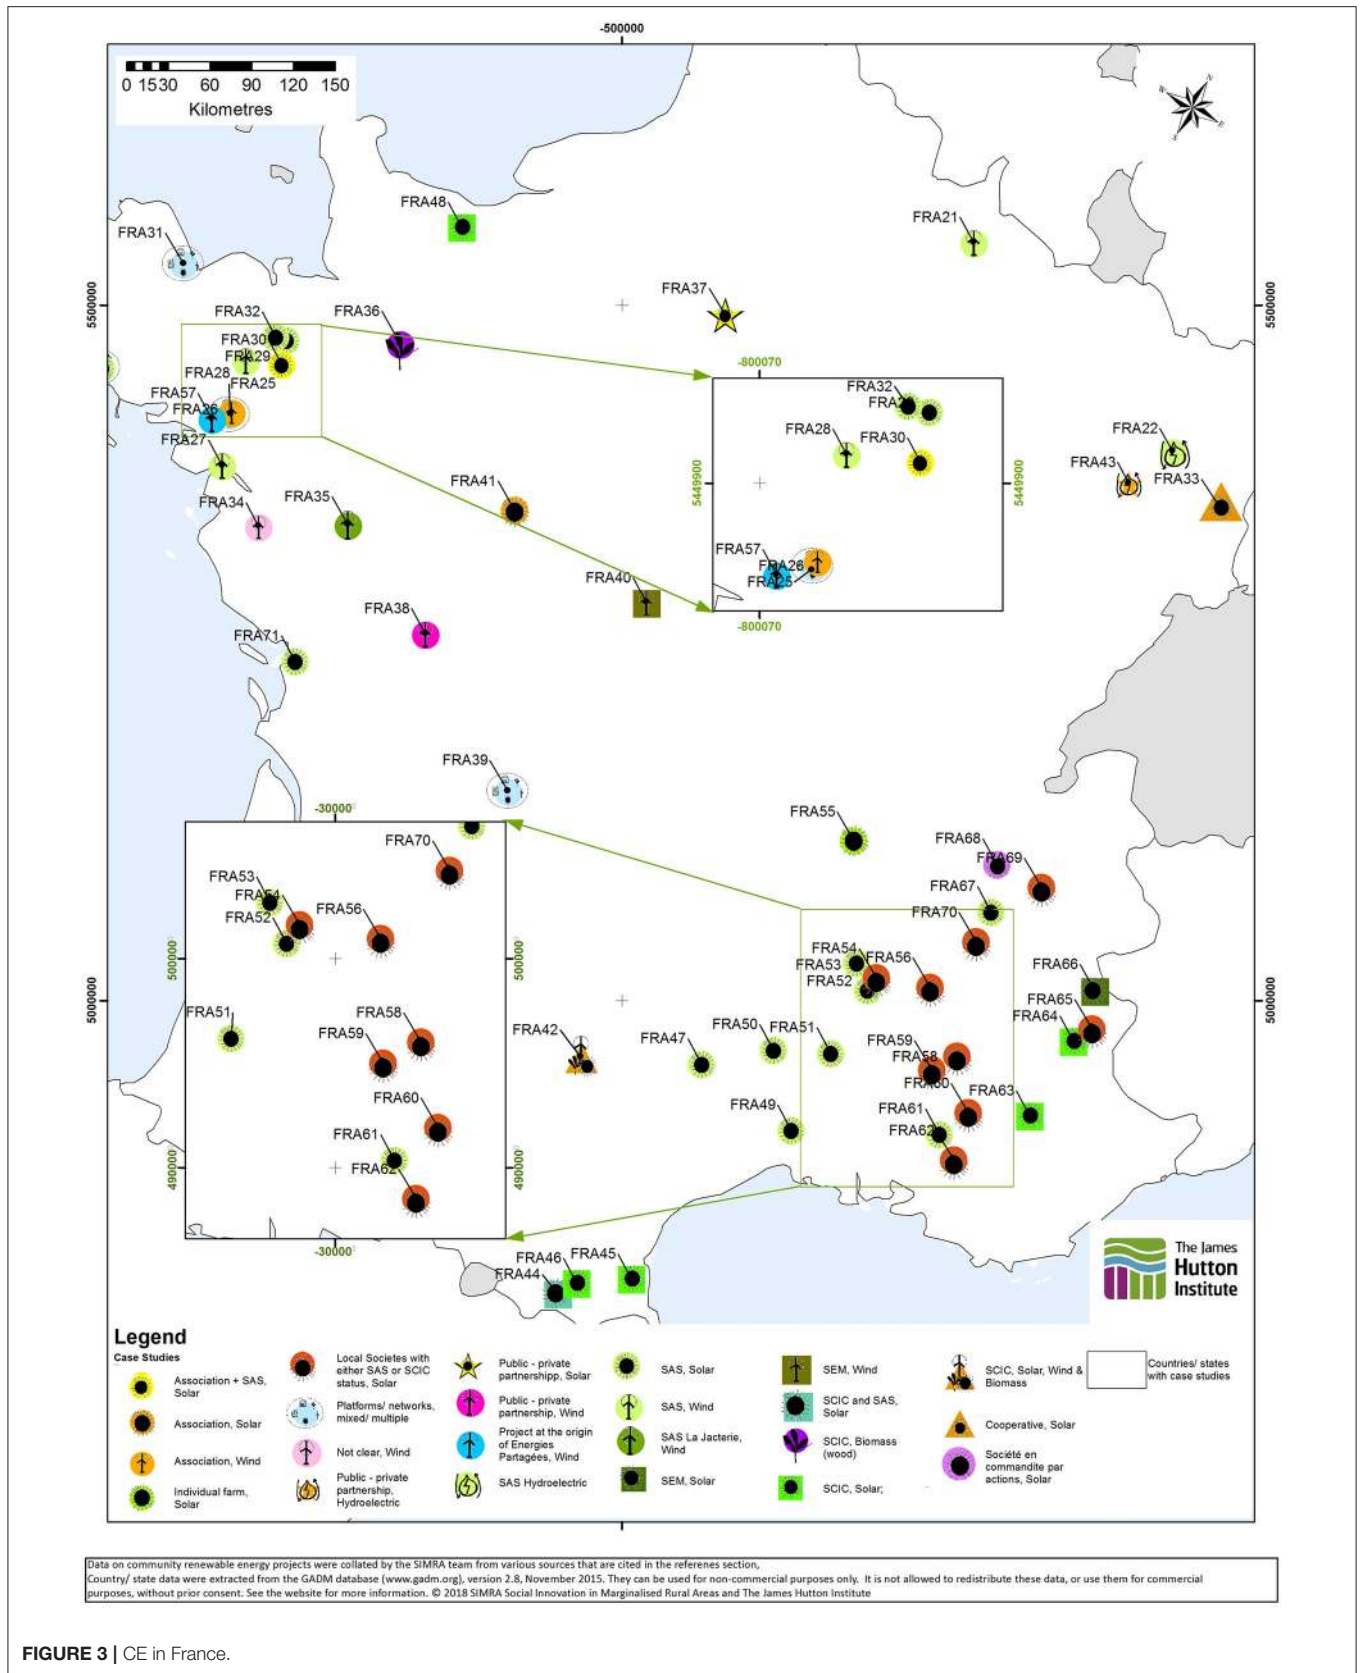 -500000
0 1530 60 90 120 150
Kilometres
N
W
E
S
FRA48
FRA21
FRA31
5500000
5500000
FRA37
FRA32
FRA36
FRA30
FRA29
-800070
FRA28
FRA25
FRA57
FRA26
FRA27
FRA32
FRA28
FRA30
FRA22
FRA43
FRA33
5449900
5449900
FRA41
FRA34
FRA35
FRA57
FRA26
FRA25
FRA40
-800070
FRA38
FRA71
FRA39
-30000
FRA55
FRA70
FRA68
FRA69
FRA53
FRA54
FRA52
FRA56
FRA67
FRA70
500000
500000
FRA54
FRA53
FRA56
FRA52
FRA66
5000000
5000000
FRA51
FRA58
FRA59
FRA42
FRA47
FRA50
FRA51
FRA65
FRA64
FRA59
FRA58
FRA60
FRA60
FRA63
FRA49
FRA61
FRA62
FRA61
FRA62
490000
490000
-30000
FRA46
FRA45
FRA44
The James
Hutton
Institute
Legend
Case Studies
Association + SAS,
Solar
Association, Solar
Association, Wind
Individual farm,
Solar
Local Societes with
either SAS or SCIC
status, Solar
Platforms/ networks,
mixed/ multiple
Not clear, Wind
Public - private
partnership,
Hydroelectric
Public - private
partnershipp, Solar
Public - private
partnership, Wind
Project at the origin
of Energies
Partagées, Wind
SAS Hydroelectric
SAS, Solar
SAS, Wind
SAS La Jacterie,
Wind
SEM, Solar
SEM, Wind
SCIC and SAS,
Solar
SCIC, Biomass
(wood)
SCIC, Solar;
SCIC, Solar, Wind &
Biomass
Cooperative, Solar
Société en
commandite par
actions, Solar
Countries/ states
with case studies
Data on community renewable energy projects were collated by the SIMRA team from various sources that are cited in the referenes section,
Country/ state data were extracted from the GADM database (www.gadm.org), version 2.8, November 2015. They can be used for non-commercial purposes only. It is not allowed to redistribute these data, or use them for commercial
purposes, without prior consent. See the website for more information. © 2018 SIMRA Social Innovation in Marginalised Rural Areas and The James Hutton Institute
FIGURE 3 | CE in France.